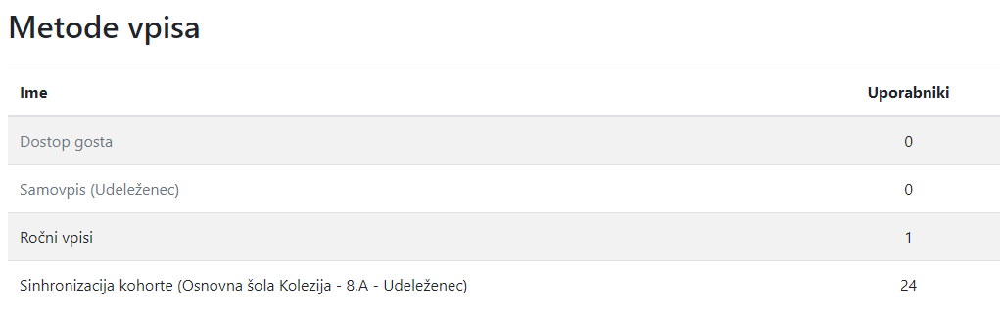 Metode vpisa
Ime Uporabniki
Dostop gosta 0
Samovpis (Udeleženec) 0
Ročni vpisi 1
Sinhronizacija kohorte (Osnovna šola Kolezija - 8.A - Udeleženec) 24